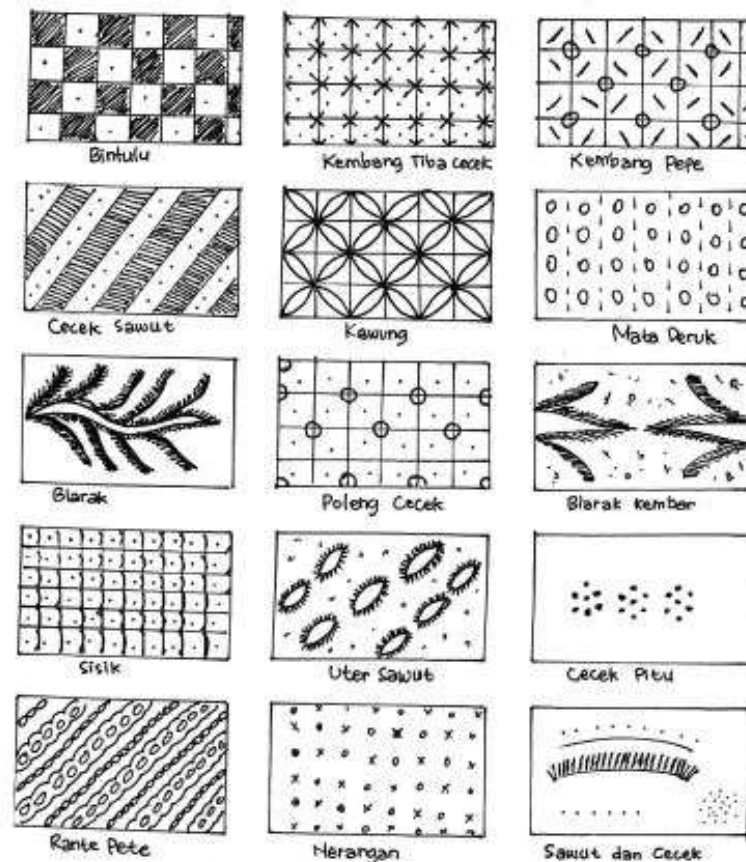 Bintulu
Kembang Tiba Cecek
Kembang Pepe
Cecek Sawut
Kawung
Mata Deruk
Blarak
Poleng Cecek
Blarak Kember
Sisik
Uter Sawut
Cecek Pitu
Rante Pete
Nerangan
Sawut dan Cecek